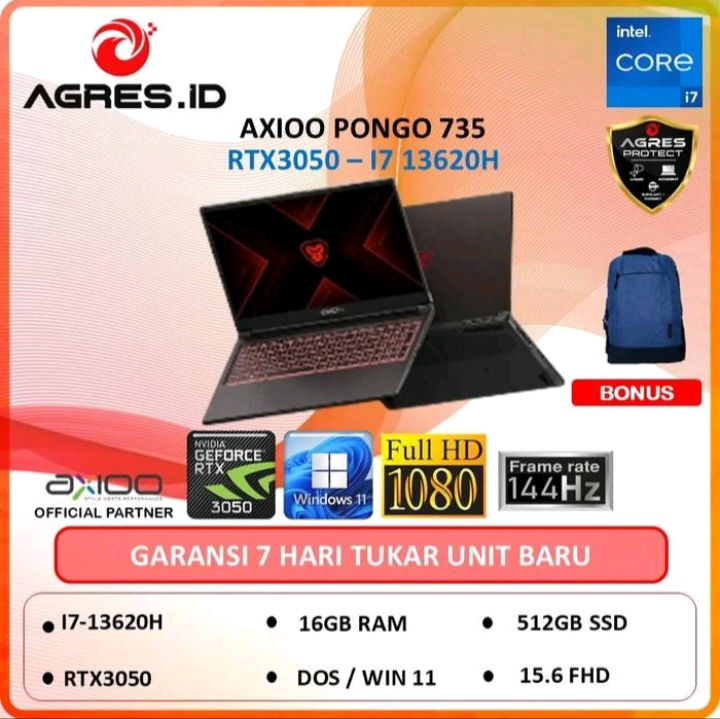 AGRES.iD
intel.
CORE
i7
AXIOO PONGO 735
RTX3050 – I7 13620H
AGRES
PROTECT
BONUS
NVIDIA
GEFORCE
RTX
3050
Windows 11
Full HD
1080
Frame rate
144Hz
axioo
OFFICIAL PARTNER
GARANSI 7 HARI TUKAR UNIT BARU
• I7-13620H
• 16GB RAM
• 512GB SSD
• RTX3050
• DOS / WIN 11
• 15.6 FHD